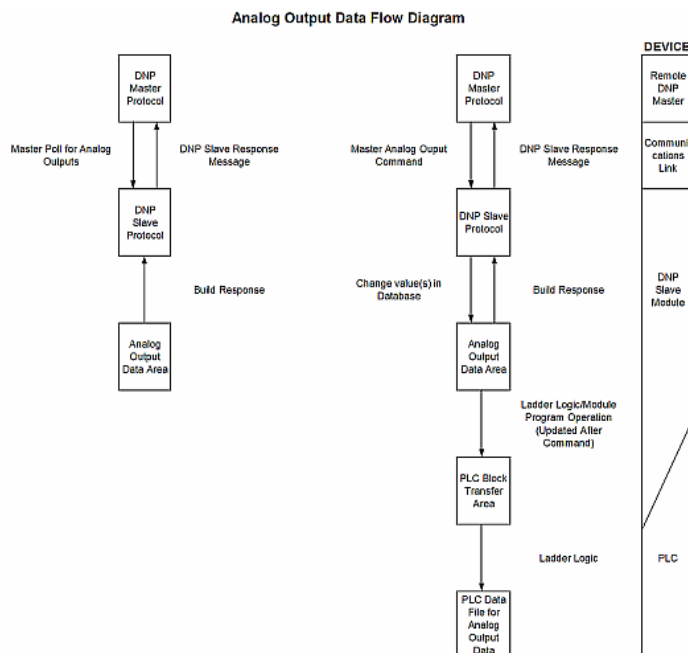 Analog Output Data Flow Diagram
DEVICE
DNP
Master
Protocol
Master Poll for Analog
Outputs
DNP Slave Response
Message
DNP
Slave
Protocol
Build Response
Analog
Output
Data Area
DNP
Master
Protocol
Master Analog Ouput
Command
DNP Slave Response
Message
DNP Slave
Protocol
Change value(s) in
Database
Build Response
Analog
Output
Data Area
Ladder Logic/Module
Program Operation
(Updated After
Command)
PLC Block
Transfer
Area
Ladder Logic
PLC Data
File for
Analog
Output
Data
Remote
DNP
Master
Communi
cations
Link
DNP
Slave
Module
PLC